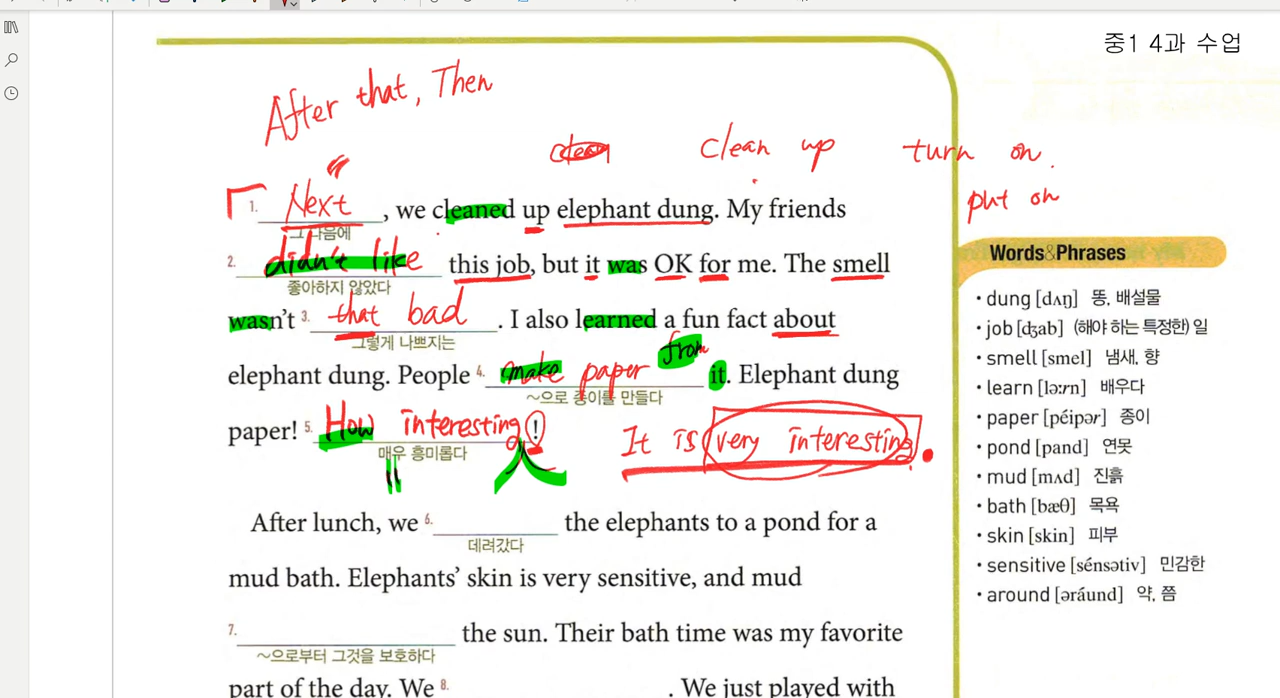 중1 4과 수업
After that, Then
clean up turn on.
put on
1. Next, we cleaned up elephant dung. My friends
그 다음에
2. didn't like this job, but it was OK for me. The smell
좋아하지 않았다
wasn't 3. that bad. I also learned a fun fact about
그렇게 나쁘지는
elephant dung. People 4. make paper from it. Elephant dung
~으로 종이를 만들다
paper! 5. How interesting! It is very interesting.
매우 흥미롭다
After lunch, we 6. the elephants to a pond for a
데려갔다
mud bath. Elephants' skin is very sensitive, and mud
7. the sun. Their bath time was my favorite
~으로부터 그것을 보호하다
part of the day. We 8. . We just played with
Words&Phrases
• dung [dʌŋ] 똥, 배설물
• job [dʒab] (해야 하는 특정한) 일
• smell [smel] 냄새, 향
• learn [ləːrn] 배우다
• paper [péipər] 종이
• pond [pand] 연못
• mud [mʌd] 진흙
• bath [bæθ] 목욕
• skin [skin] 피부
• sensitive [sénsətiv] 민감한
• around [əráund] 약, 쯤